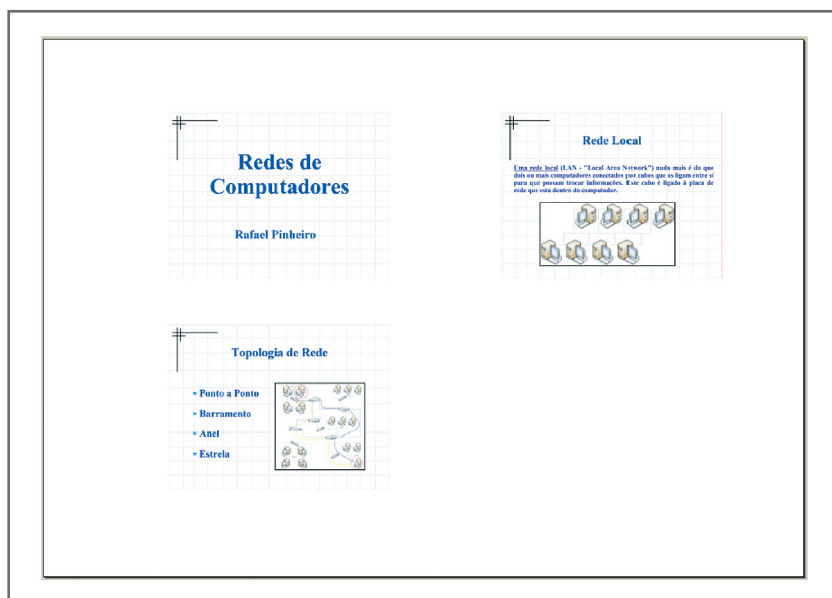 Redes de
Computadores
Rafael Pinheiro
Rede Local
Uma rede local (LAN - "Local Area Network") nada mais é do que
dois ou mais computadores conectados por cabos que os ligam entre si
para que possam trocar informações. Este cabo é ligado à placa de
rede que está dentro do computador.
Topologia de Rede
Ponto a Ponto
Barramento
Anel
Estrela